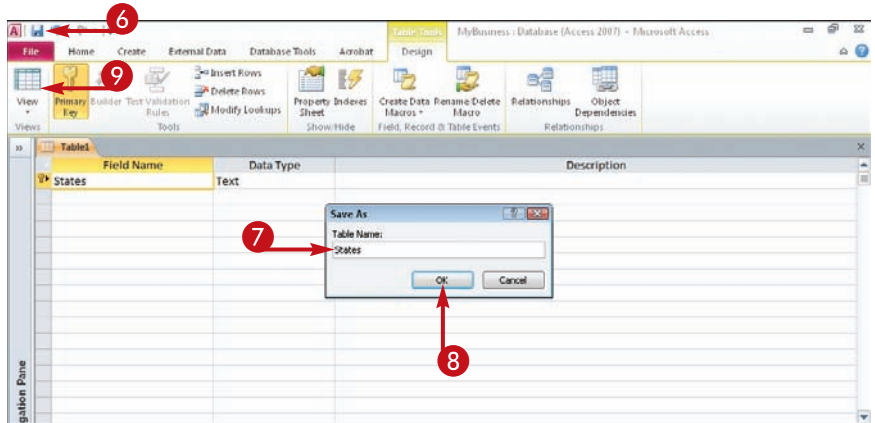 6
A
Table Tools
MyBusiness : Database (Access 2007) - Microsoft Access
File Home Create External Data Database Tools Acrobat Design
9
View
Primary Key
Builder
Test Validation Rules
Insert Rows
Delete Rows
Modify Lookups
Property Sheet
Indexes
Create Data Macros
Rename/Delete Macro
Relationships
Object Dependencies
Views
Tools
Show/Hide
Field, Record & Table Events
Relationships
»
Table1
Field Name Data Type Description
States Text
Save As
7
Table Name:
States
OK Cancel
8
gation Pane